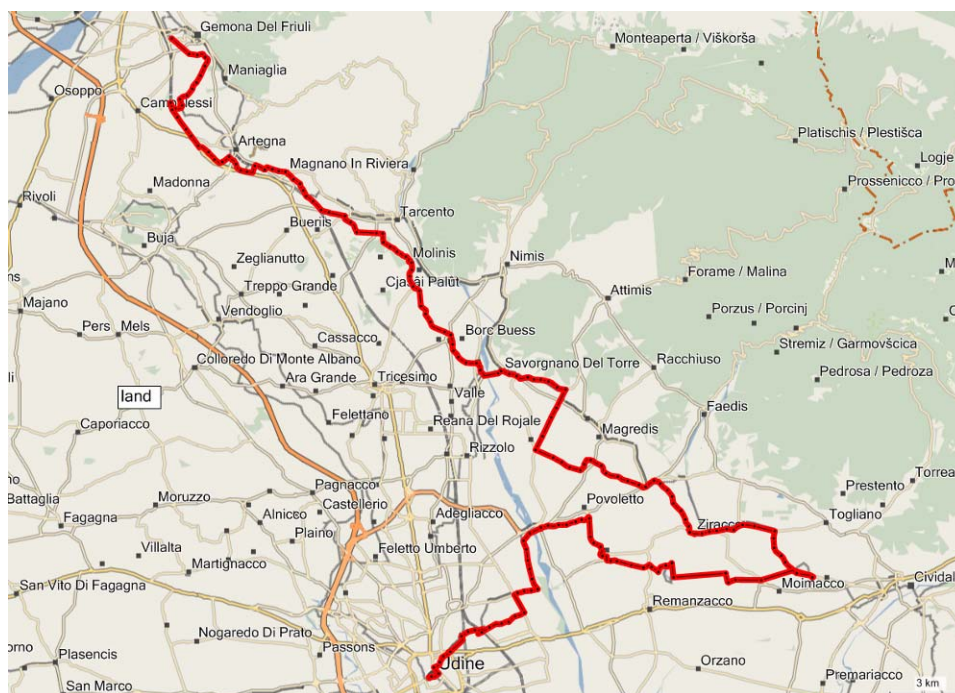 Gemona Del Friuli
Monteaperta / Viškorša
Maniaglia
Osoppo
Artegna
Platischis / Plestišca
Magnano In Riviera
Logje
Prossenicco / Pro
Madonna
Rivoli
Tarcento
Bueriis
Buja
Molinis
Nimis
Zeglianutto
Forame / Malina
Cjasâi Palût
Treppo Grande
Attimis
Majano
Vendoglio
Porzus / Porcinj
Pers
Mels
Cassacco
Borc Buess
Stremiz / Garmovšcica
Colloredo Di Monte Albano
Savorgnano Del Torre
Racchiuso
Ara Grande
Tricesimo
Pedrosa / Pedroza
land
Valle
Faedis
Caporiacco
Felettano
Reana Del Rojale
Magredis
Rizzolo
Torrea
Battaglia
Moruzzo
Pagnacco
Prestento
Fagagna
Alnicco
Castellerio
Adegliacco
Povoletto
Togliano
Plaino
Villalta
Feletto Umberto
Martignacco
San Vito Di Fagagna
Moimacco
Cividal
Remanzacco
Nogaredo Di Prato
Passons
Plasencis
Udine
Orzano
San Marco
Premariacco
3 km